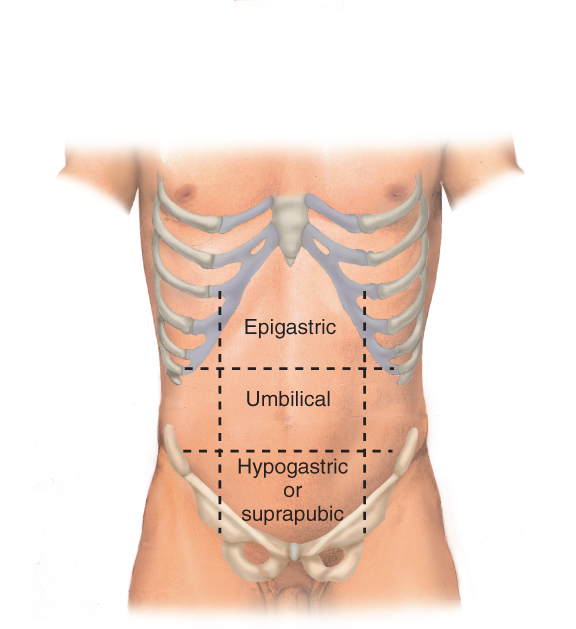 Epigastric
Umbilical
Hypogastric
or
suprapubic